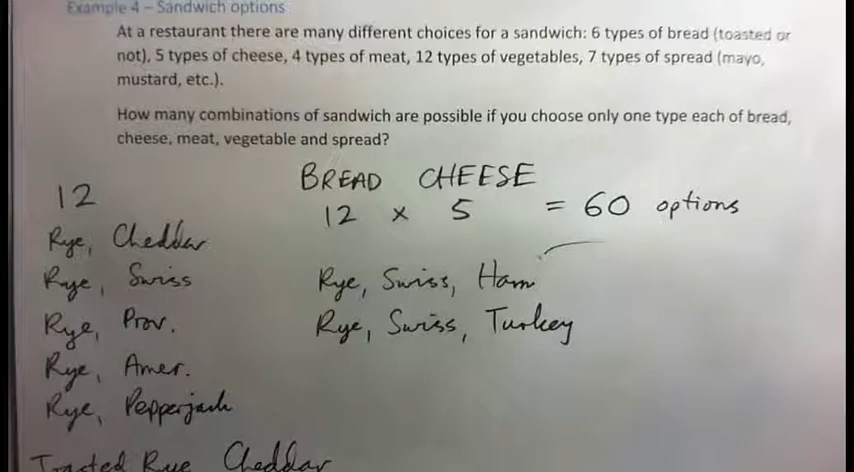 Example 4 – Sandwich options
At a restaurant there are many different choices for a sandwich: 6 types of bread (toasted or
not), 5 types of cheese, 4 types of meat, 12 types of vegetables, 7 types of spread (mayo,
mustard, etc.).
How many combinations of sandwich are possible if you choose only one type each of bread,
cheese, meat, vegetable and spread?
12
Rye, Cheddar
Rye, Swiss
Rye, Prov.
Rye, Amer.
Rye, Pepperjack
Toasted Rye Cheddar
BREAD CHEESE
12 x 5 = 60 options
Rye, Swiss, Ham
Rye, Swiss, Turkey